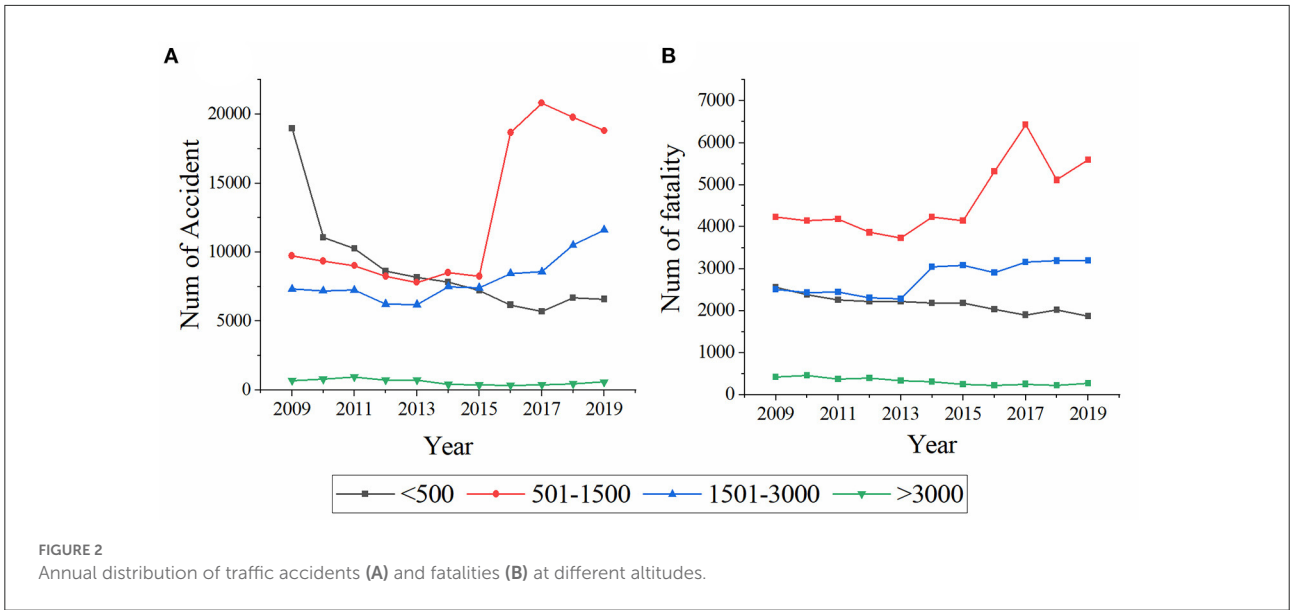 A
B
Num of Accident
20000
15000
10000
5000
0
2009 2011 2013 2015 2017 2019
Year
Num of fatality
7000
6000
5000
4000
3000
2000
1000
0
2009 2011 2013 2015 2017 2019
Year
<500 501-1500 1501-3000 >3000
FIGURE 2
Annual distribution of traffic accidents (A) and fatalities (B) at different altitudes.